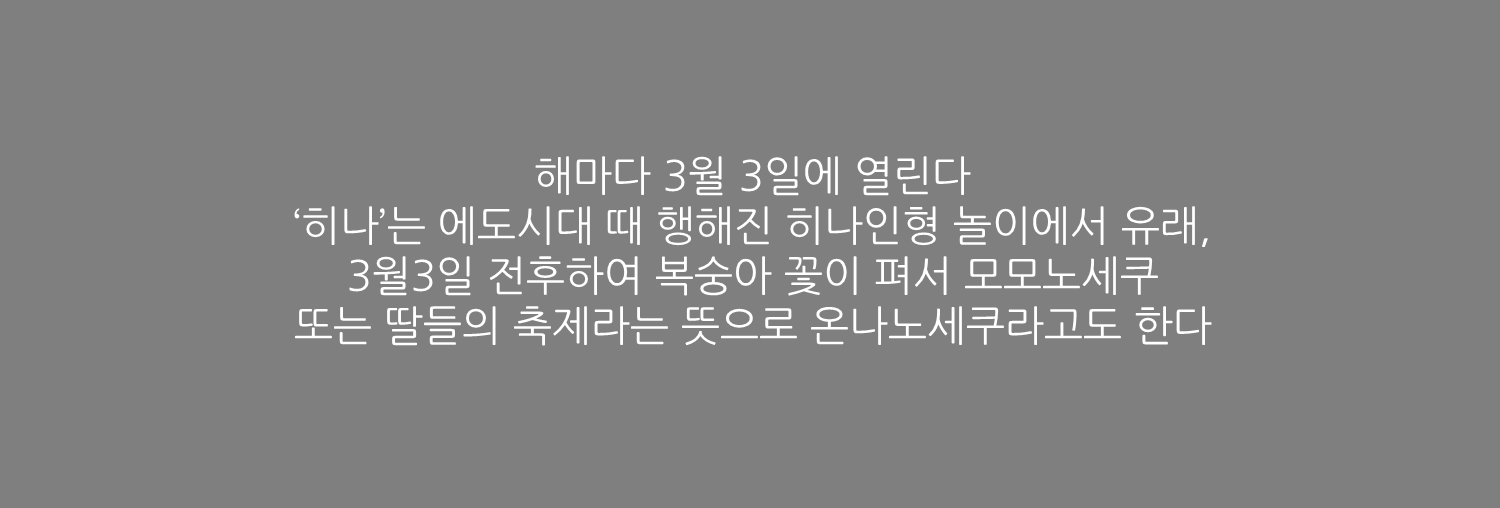 해마다 3월 3일에 열린다
‘히나’는 에도시대 때 행해진 히나인형 놀이에서 유래,
3월3일 전후하여 복숭아 꽃이 펴서 모모노세쿠
또는 딸들의 축제라는 뜻으로 온나노세쿠라고도 한다